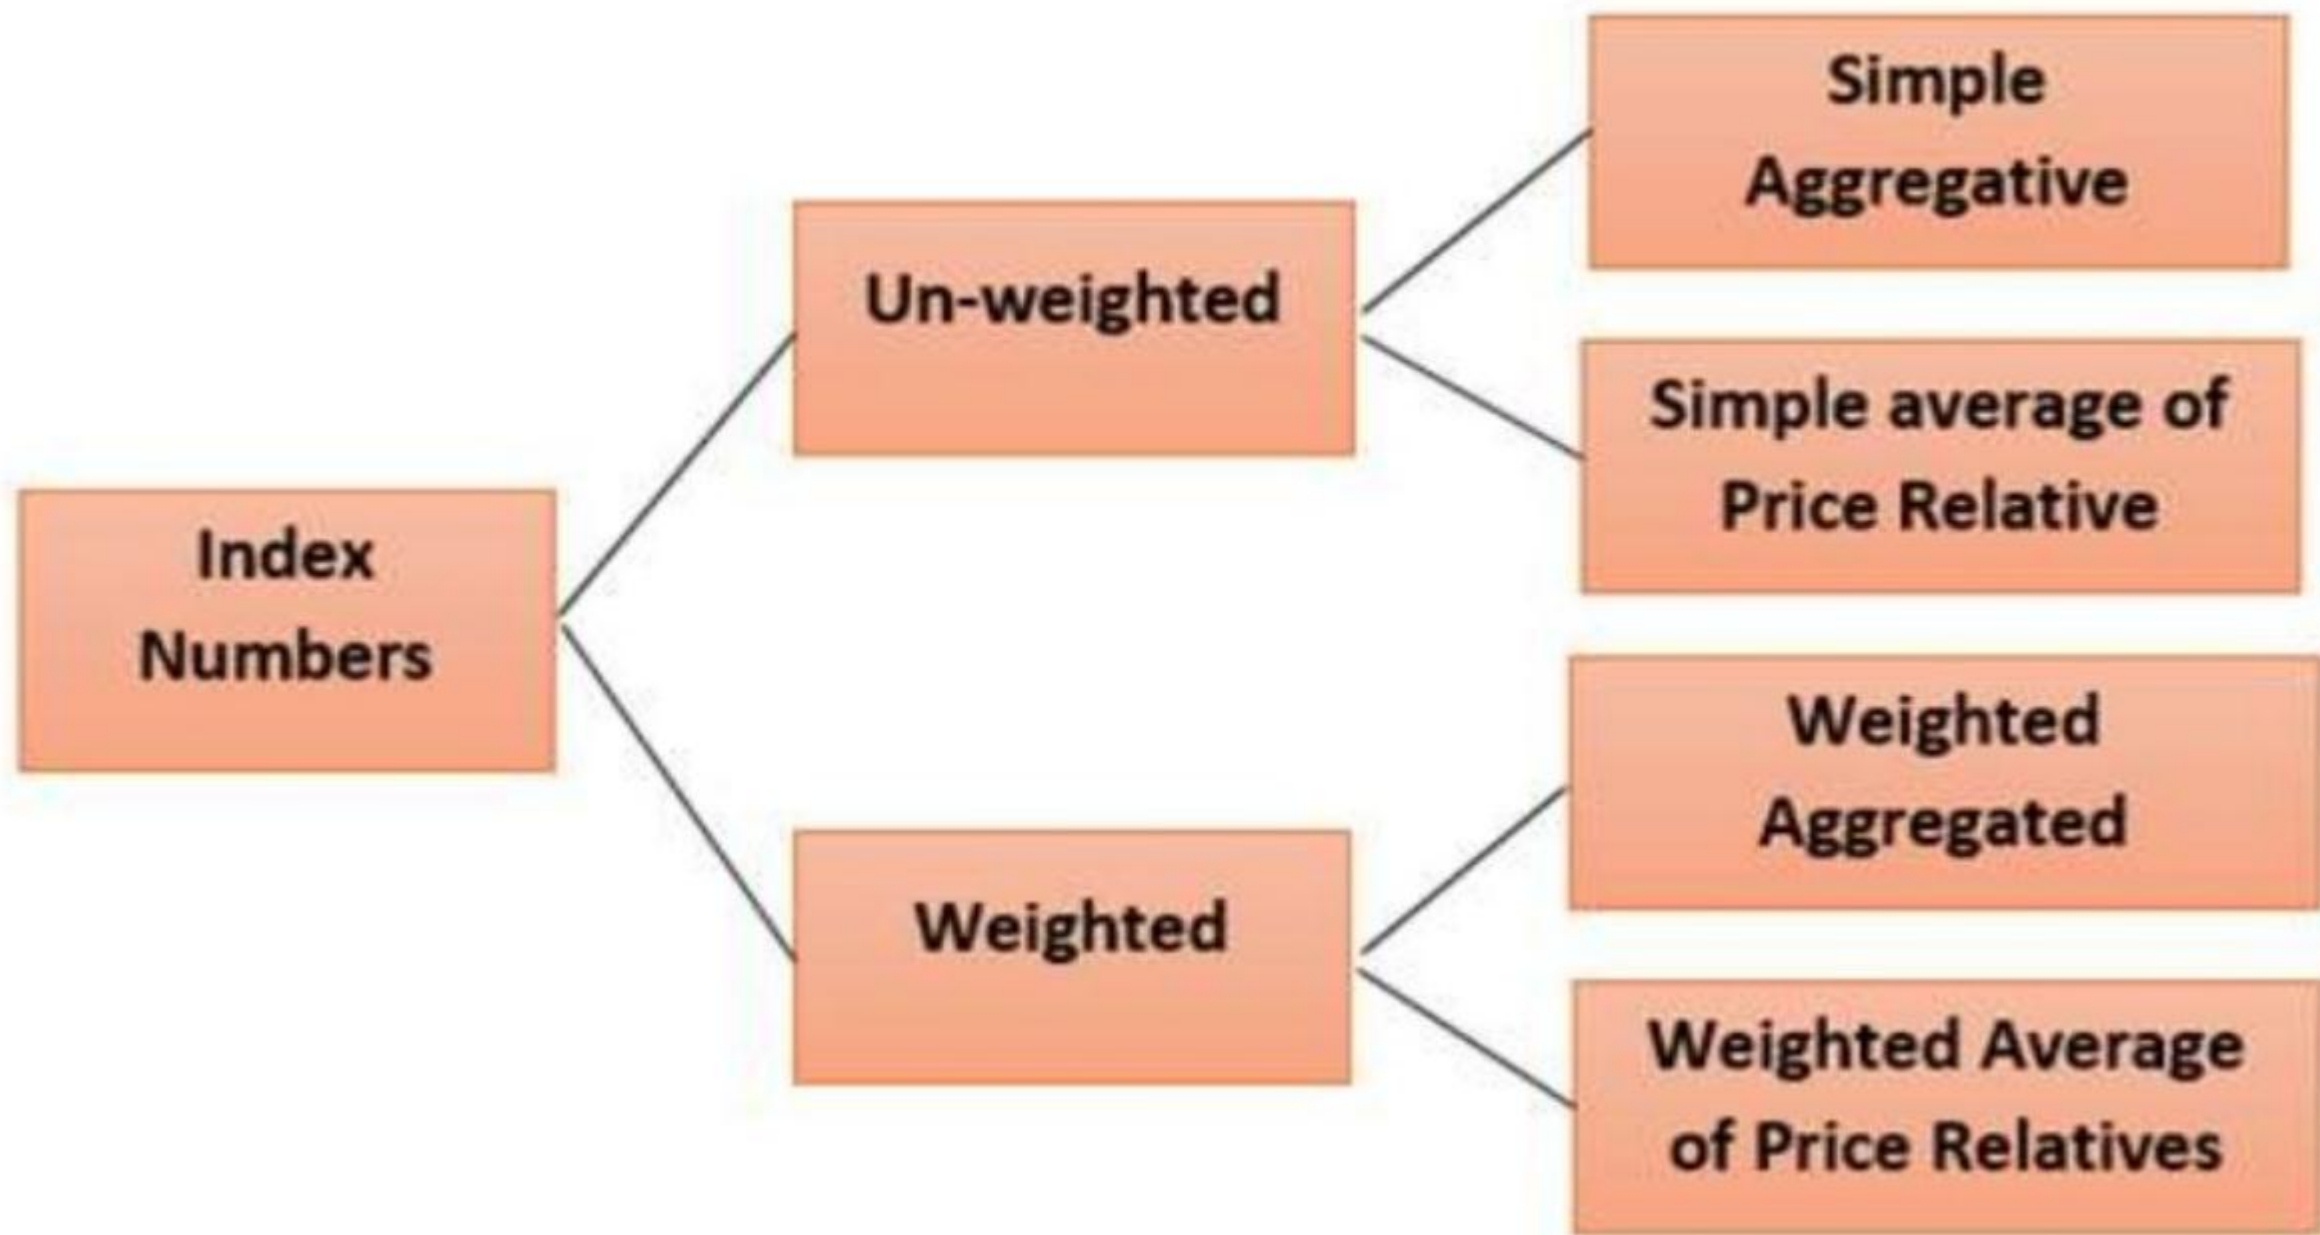 Index
Numbers
Un-weighted
Simple
Aggregative
Simple average of
Price Relative
Weighted
Weighted
Aggregated
Weighted Average
of Price Relatives